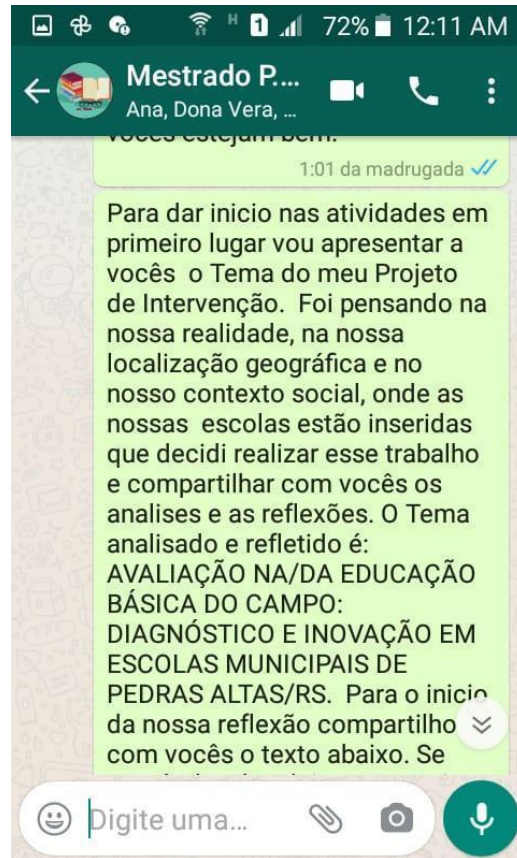 H 1 72% 12:11 AM
Mestrado P....
Ana, Dona Vera, ...
vocês estejam bem.
1:01 da madrugada
Para dar inicio nas atividades em
primeiro lugar vou apresentar a
vocês o Tema do meu Projeto
de Intervenção. Foi pensando na
nossa realidade, na nossa
localização geográfica e no
nosso contexto social, onde as
nossas escolas estão inseridas
que decidi realizar esse trabalho
e compartilhar com vocês os
analises e as reflexões. O Tema
analisado e refletido é:
AVALIAÇÃO NA/DA EDUCAÇÃO
BÁSICA DO CAMPO:
DIAGNÓSTICO E INOVAÇÃO EM
ESCOLAS MUNICIPAIS DE
PEDRAS ALTAS/RS. Para o inicio
da nossa reflexão compartilho
com vocês o texto abaixo. Se
Digite uma...